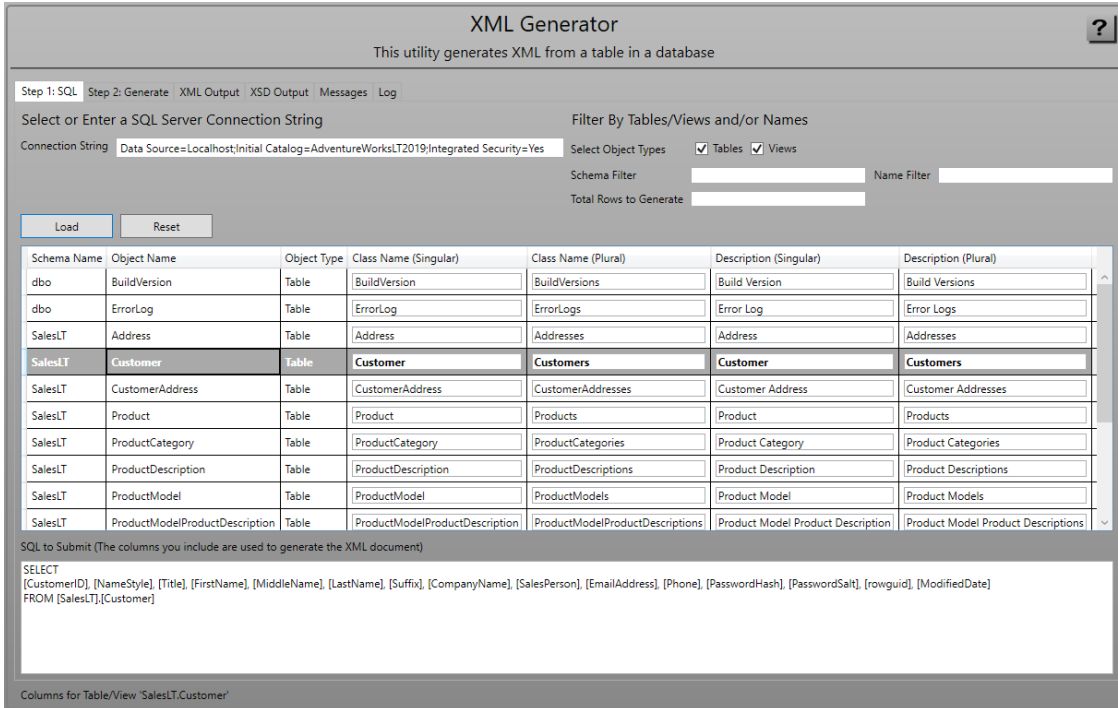 XML Generator
?
This utility generates XML from a table in a database
Step 1: SQL Step 2: Generate XML Output XSD Output Messages Log
Select or Enter a SQL Server Connection String
Connection String Data Source=Localhost;Initial Catalog=AdventureWorksLT2019;Integrated Security=Yes
Filter By Tables/Views and/or Names
Select Object Types Tables Views
Schema Filter Name Filter
Total Rows to Generate
Load Reset
Schema Name Object Name Object Type Class Name (Singular) Class Name (Plural) Description (Singular) Description (Plural)
dbo BuildVersion Table BuildVersion BuildVersions Build Version Build Versions
dbo ErrorLog Table ErrorLog ErrorLogs Error Log Error Logs
SalesLT Address Table Address Addresses Address Addresses
SalesLT Customer Table Customer Customers Customer Customers
SalesLT CustomerAddress Table CustomerAddress CustomerAddresses Customer Address Customer Addresses
SalesLT Product Table Product Products Product Products
SalesLT ProductCategory Table ProductCategory ProductCategories Product Category Product Categories
SalesLT ProductDescription Table ProductDescription ProductDescriptions Product Description Product Descriptions
SalesLT ProductModel Table ProductModel ProductModels Product Model Product Models
SalesLT ProductModelProductDescription Table ProductModelProductDescription ProductModelProductDescriptions Product Model Product Description Product Model Product Descriptions
SQL to Submit (The columns you include are used to generate the XML document)
SELECT
[CustomerID], [NameStyle], [Title], [FirstName], [MiddleName], [LastName], [Suffix], [CompanyName], [SalesPerson], [EmailAddress], [Phone], [PasswordHash], [PasswordSalt], [rowguid], [ModifiedDate]
FROM [SalesLT].[Customer]
Columns for Table/View 'SalesLT.Customer'